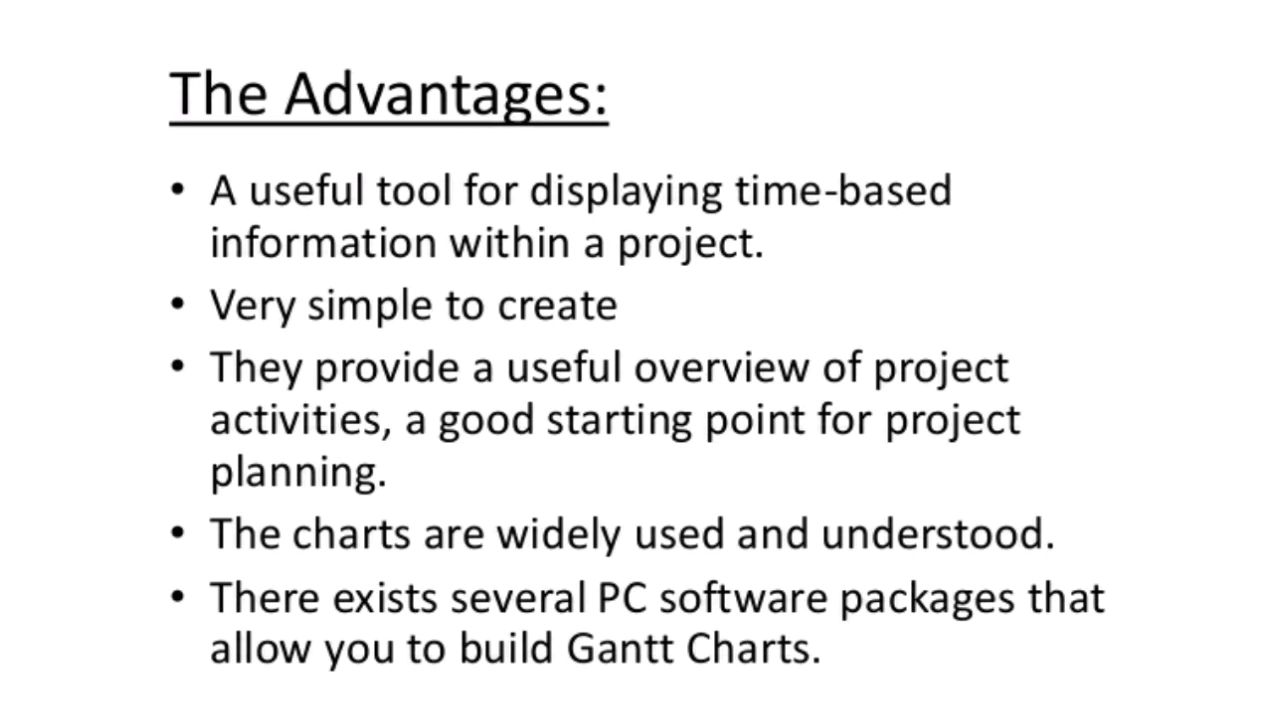 The Advantages:
• A useful tool for displaying time-based
information within a project.
• Very simple to create
• They provide a useful overview of project
activities, a good starting point for project
planning.
• The charts are widely used and understood.
• There exists several PC software packages that
allow you to build Gantt Charts.